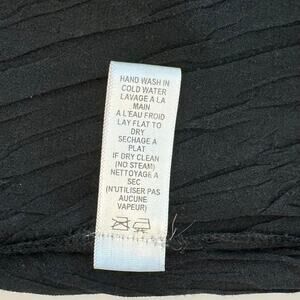 HAND WASH IN
COLD WATER
LAVAGE A LA
MAIN
A L'EAU FROID
LAY FLAT TO
DRY
SECHAGE A
PLAT
IF DRY CLEAN
(NO STEAM)
NETTOYAGE A
SEC
(N'UTILISER PAS
AUCUNE
VAPEUR)